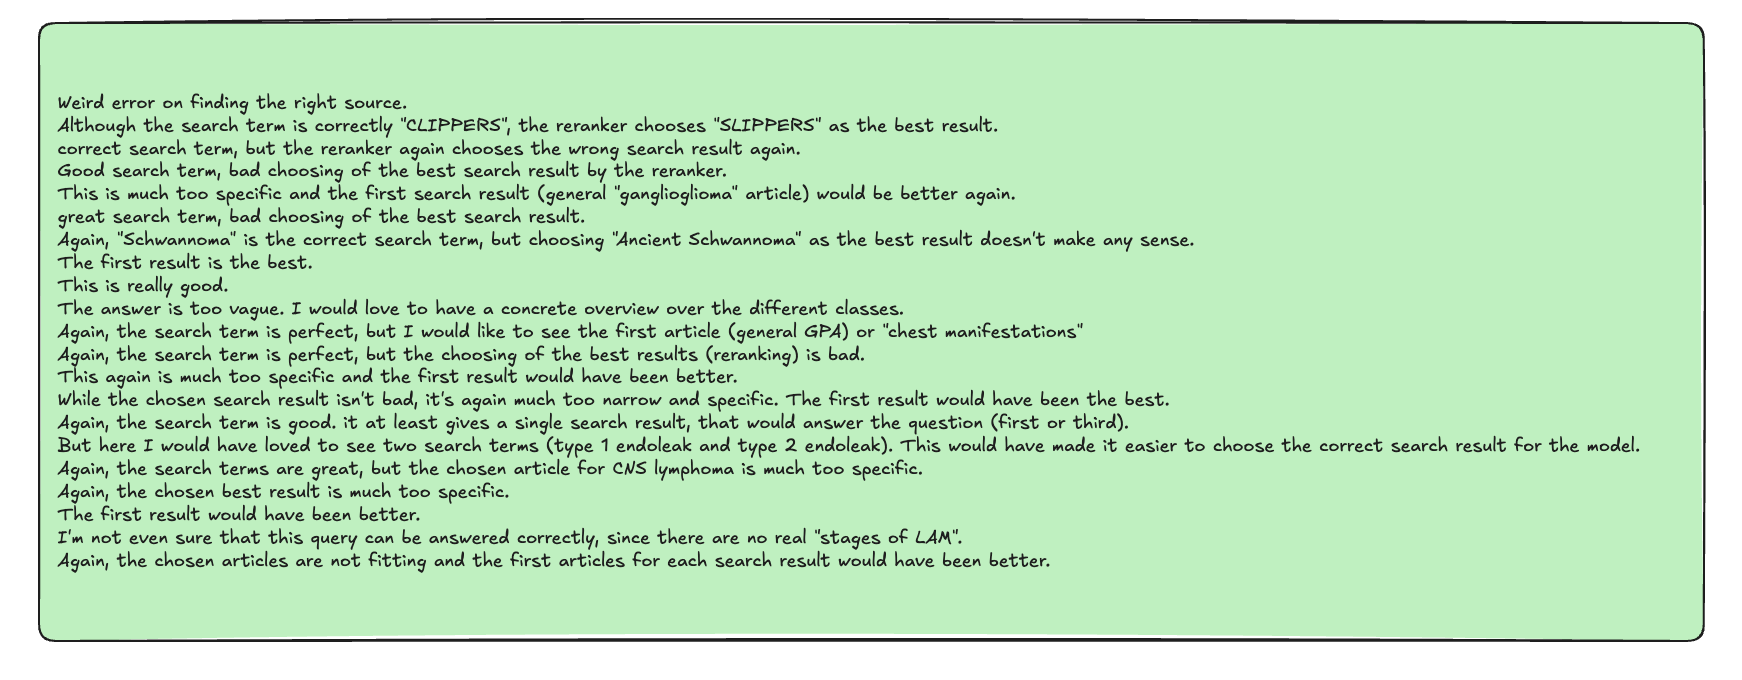 Weird error on finding the right source.
Although the search term is correctly "CLIPPERS", the reranker chooses "SLIPPERS" as the best result.
correct search term, but the reranker again chooses the wrong search result again.
Good search term, bad choosing of the best search result by the reranker.
This is much too specific and the first search result (general "ganglioglioma" article) would be better again.
great search term, bad choosing of the best search result.
Again, "Schwannoma" is the correct search term, but choosing "Ancient Schwannoma" as the best result doesn't make any sense.
The first result is the best.
This is really good.
The answer is too vague. I would love to have a concrete overview over the different classes.
Again, the search term is perfect, but I would like to see the first article (general GPA) or "chest manifestations"
Again, the search term is perfect, but the choosing of the best results (reranking) is bad.
This again is much too specific and the first result would have been better.
While the chosen search result isn't bad, it's again much too narrow and specific. The first result would have been the best.
Again, the search term is good. it at least gives a single search result, that would answer the question (first or third).
But here I would have loved to see two search terms (type 1 endoleak and type 2 endoleak). This would have made it easier to choose the correct search result for the model.
Again, the search terms are great, but the chosen article for CNS lymphoma is much too specific.
Again, the chosen best result is much too specific.
The first result would have been better.
I'm not even sure that this query can be answered correctly, since there are no real "stages of LAM".
Again, the chosen articles are not fitting and the first articles for each search result would have been better.